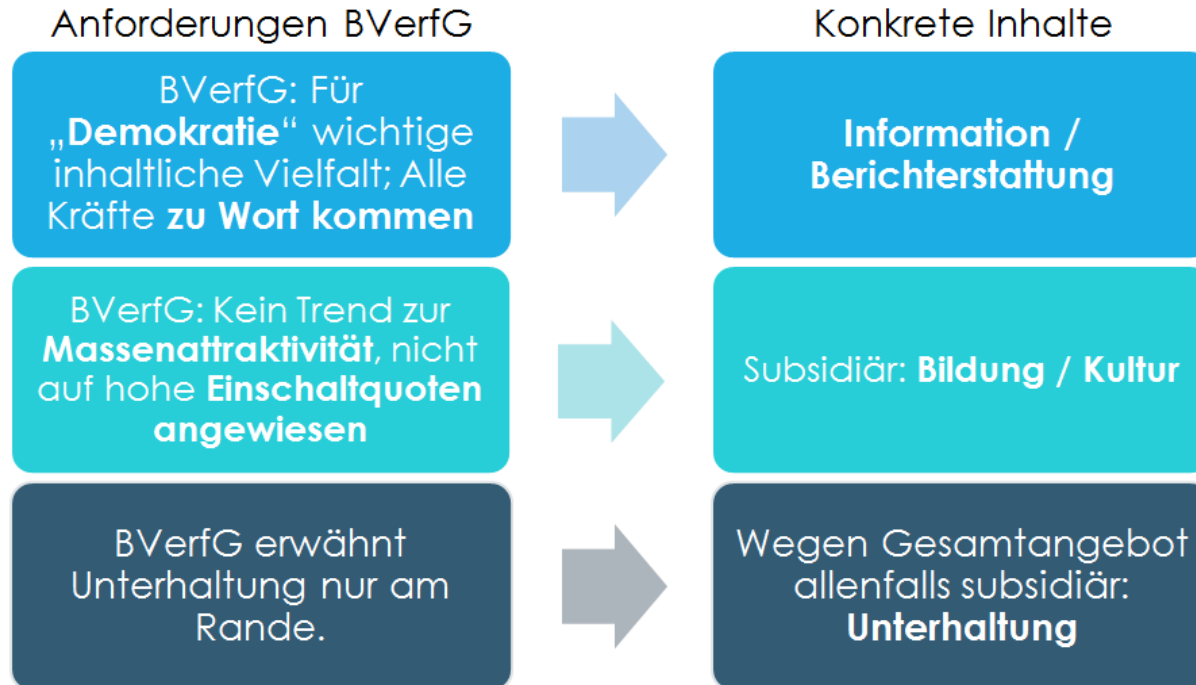 Anforderungen BVerfG
BVerfG: Für
„Demokratie“ wichtige
inhaltliche Vielfalt; Alle
Kräfte zu Wort kommen
BVerfG: Kein Trend zur
Massenattraktivität, nicht
auf hohe Einschaltquoten
angewiesen
BVerfG erwähnt
Unterhaltung nur am
Rande.
Konkrete Inhalte
Information /
Berichterstattung
Subsidiär: Bildung / Kultur
Wegen Gesamtangebot
allenfalls subsidiär:
Unterhaltung